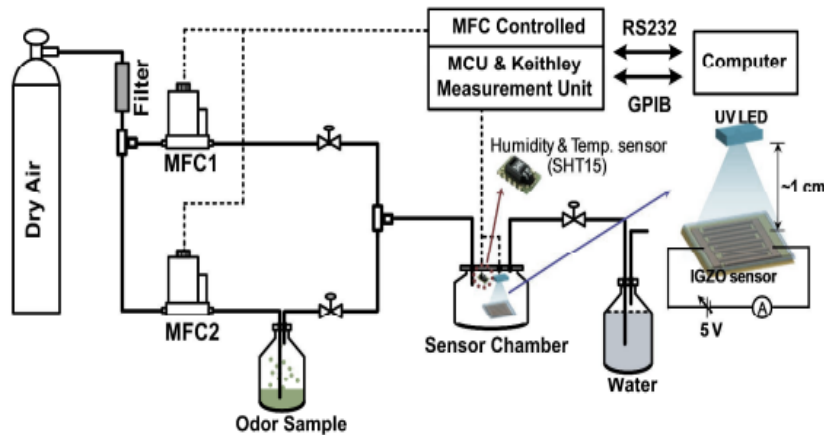 MFC Controlled
MCU & Keithley
Measurement Unit
RS232
GPIB
Computer
Filter
Dry Air
MFC1
MFC2
Humidity & Temp. sensor
(SHT15)
UV LED
~1 cm
IGZO sensor
5 V
A
Sensor Chamber
Water
Odor Sample